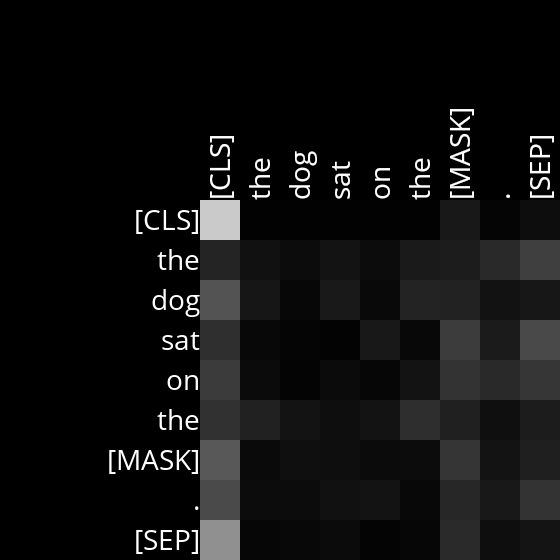 [CLS] the dog sat on the [MASK] . [SEP]
[CLS]
the
dog
sat
on
the
[MASK]
.
[SEP]